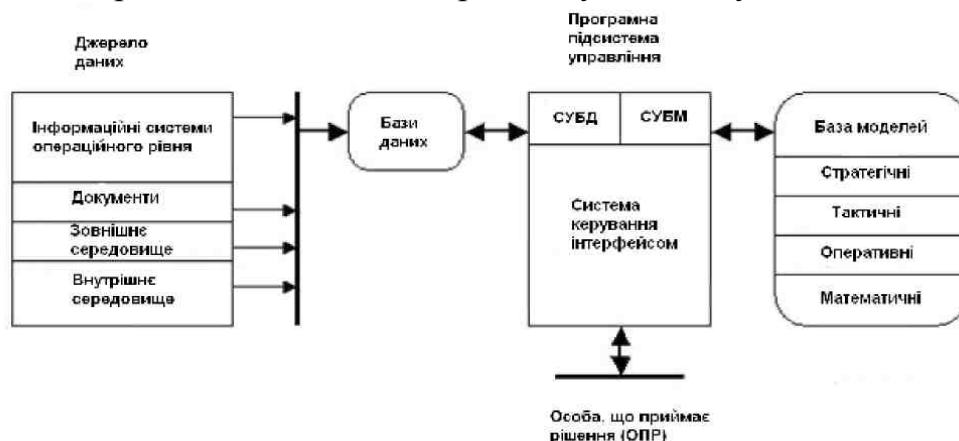 Джерело
даних
Інформаційні системи
операційного рівня
Документи
Зовнішнє
середовище
Внутрішнє
середовище
Бази
даних
Програмна
підсистема
управління
СУБД
СУБМ
Система
керування
інтерфейсом
База моделей
Стратегічні
Тактичні
Оперативні
Математичні
Особа, що приймає
рішення (ОПР)